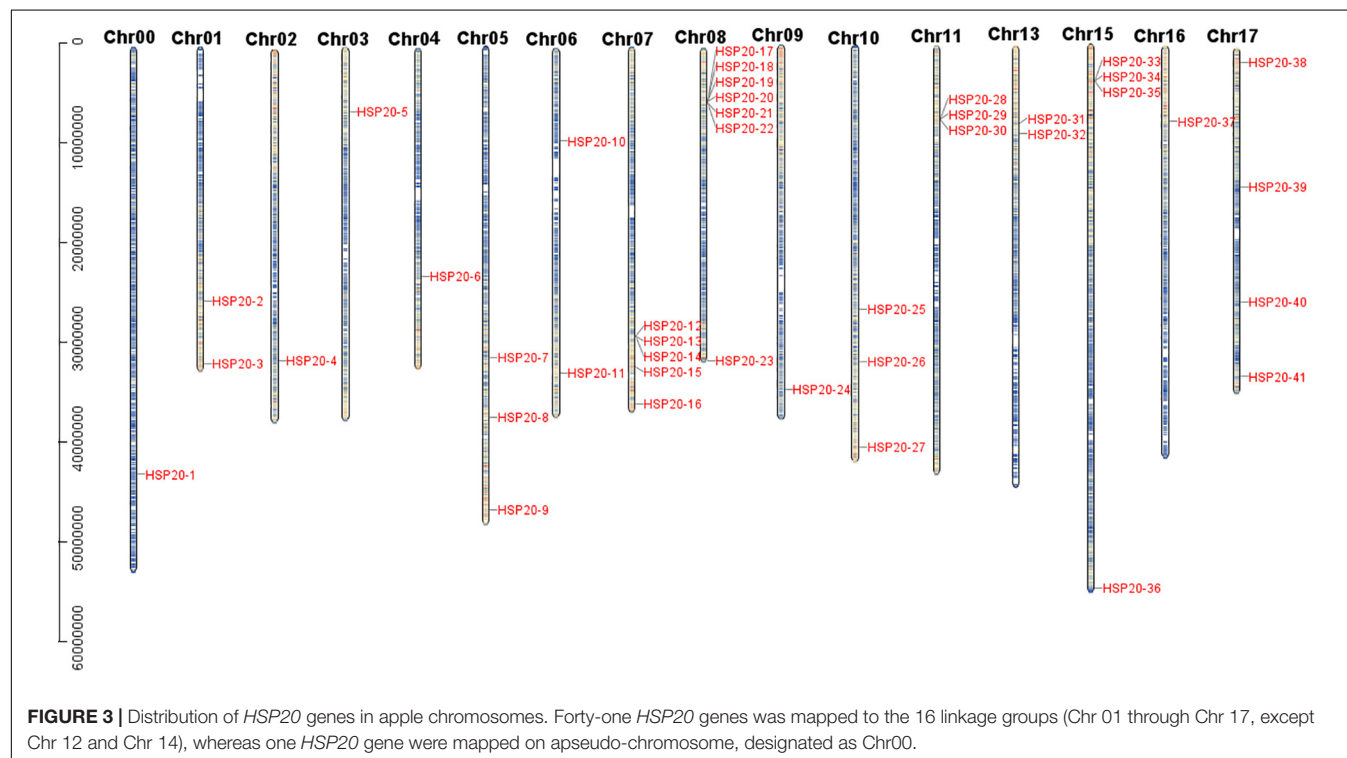 Chr00 Chr01 Chr02 Chr03 Chr04 Chr05 Chr06 Chr07 Chr08 Chr09 Chr10 Chr11 Chr13 Chr15 Chr16 Chr17
0
10000000
20000000
30000000
40000000
50000000
60000000
HSP20-1
HSP20-2
HSP20-3
HSP20-4
HSP20-5
HSP20-6
HSP20-7
HSP20-8
HSP20-9
HSP20-10
HSP20-11
HSP20-12
HSP20-13
HSP20-14
HSP20-15
HSP20-16
HSP20-17
HSP20-18
HSP20-19
HSP20-20
HSP20-21
HSP20-22
HSP20-23
HSP20-24
HSP20-25
HSP20-26
HSP20-27
HSP20-28
HSP20-29
HSP20-30
HSP20-31
HSP20-32
HSP20-33
HSP20-34
HSP20-35
HSP20-36
HSP20-37
HSP20-38
HSP20-39
HSP20-40
HSP20-41
FIGURE 3 | Distribution of HSP20 genes in apple chromosomes. Forty-one HSP20 genes was mapped to the 16 linkage groups (Chr 01 through Chr 17, except
Chr 12 and Chr 14), whereas one HSP20 gene were mapped on apseudo-chromosome, designated as Chr00.